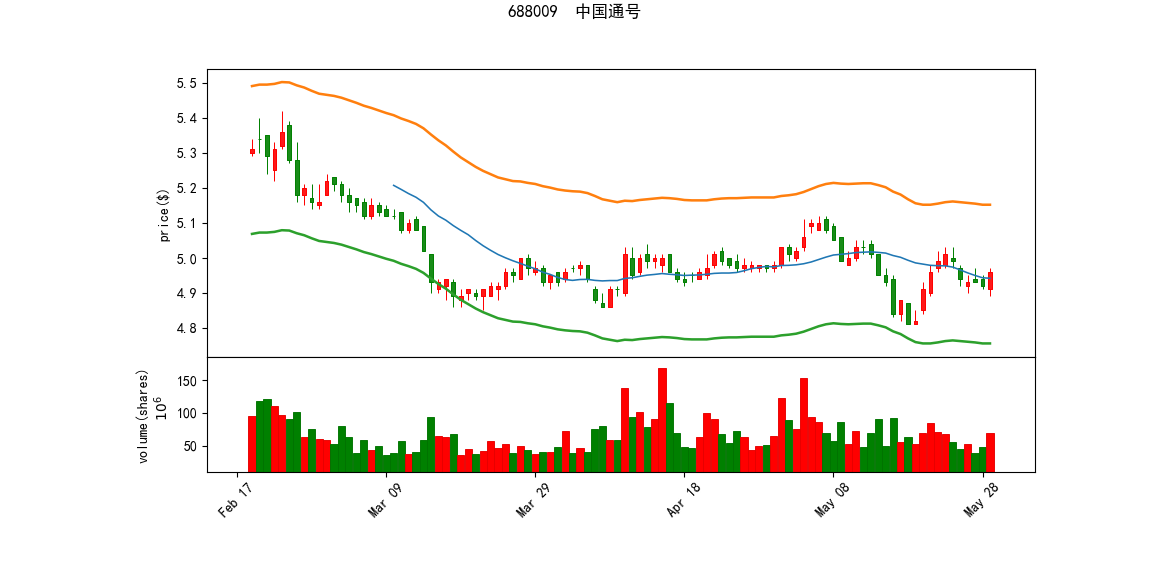 688009 中国通号
5.5
5.4
5.3
5.2
5.1
5.0
4.9
4.8
price($)
150
100
50
volume(shares)
10^6
Feb 17
Mar 09
Mar 29
Apr 18
May 08
May 28